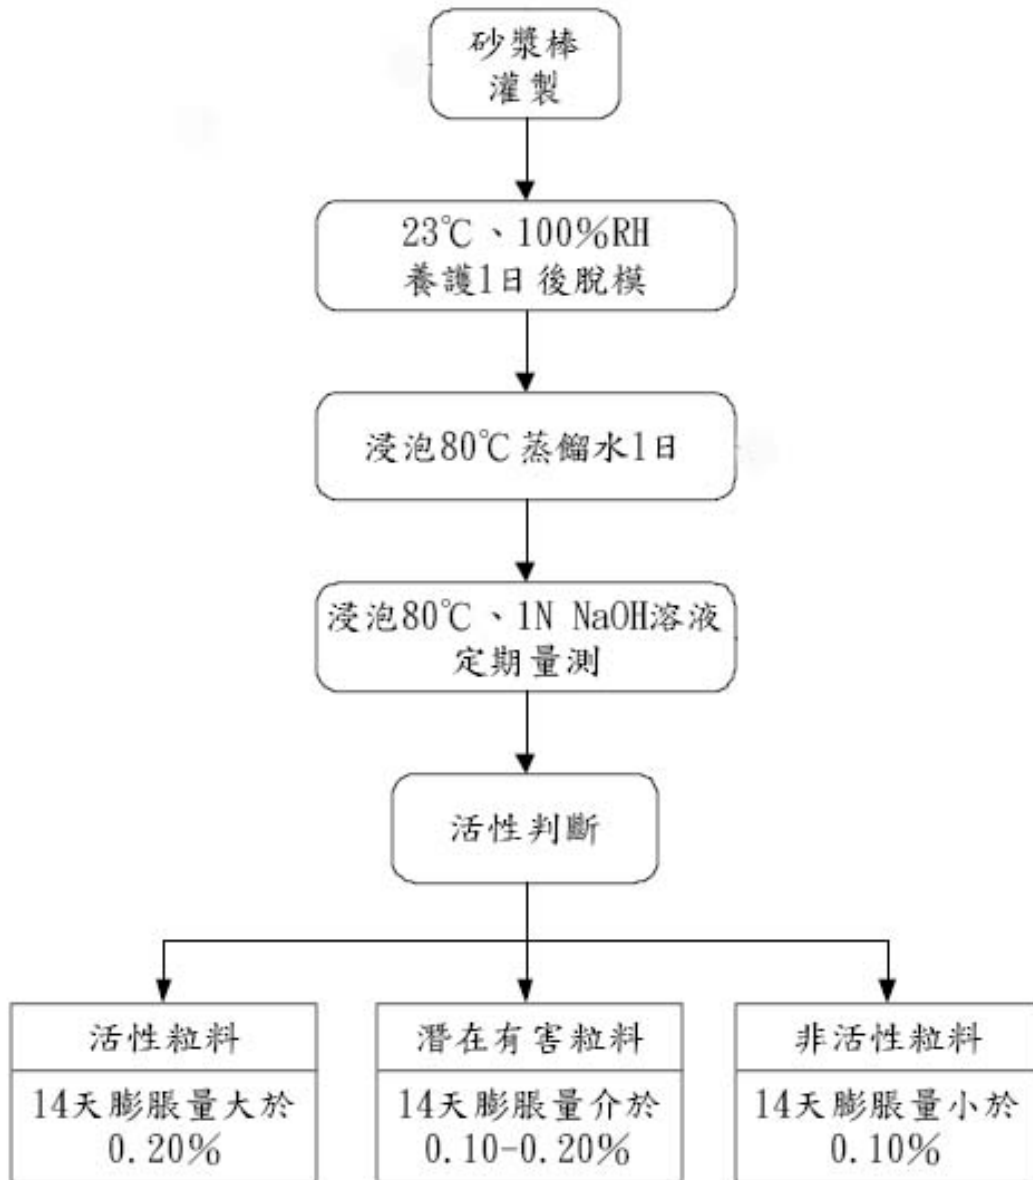 砂漿棒
灌製
23℃、100%RH
養護1日後脫模
浸泡80℃蒸餾水1日
浸泡80℃、1N NaOH溶液
定期量測
活性判斷
活性粒料
14天膨脹量大於
0.20%
潛在有害粒料
14天膨脹量介於
0.10-0.20%
非活性粒料
14天膨脹量小於
0.10%